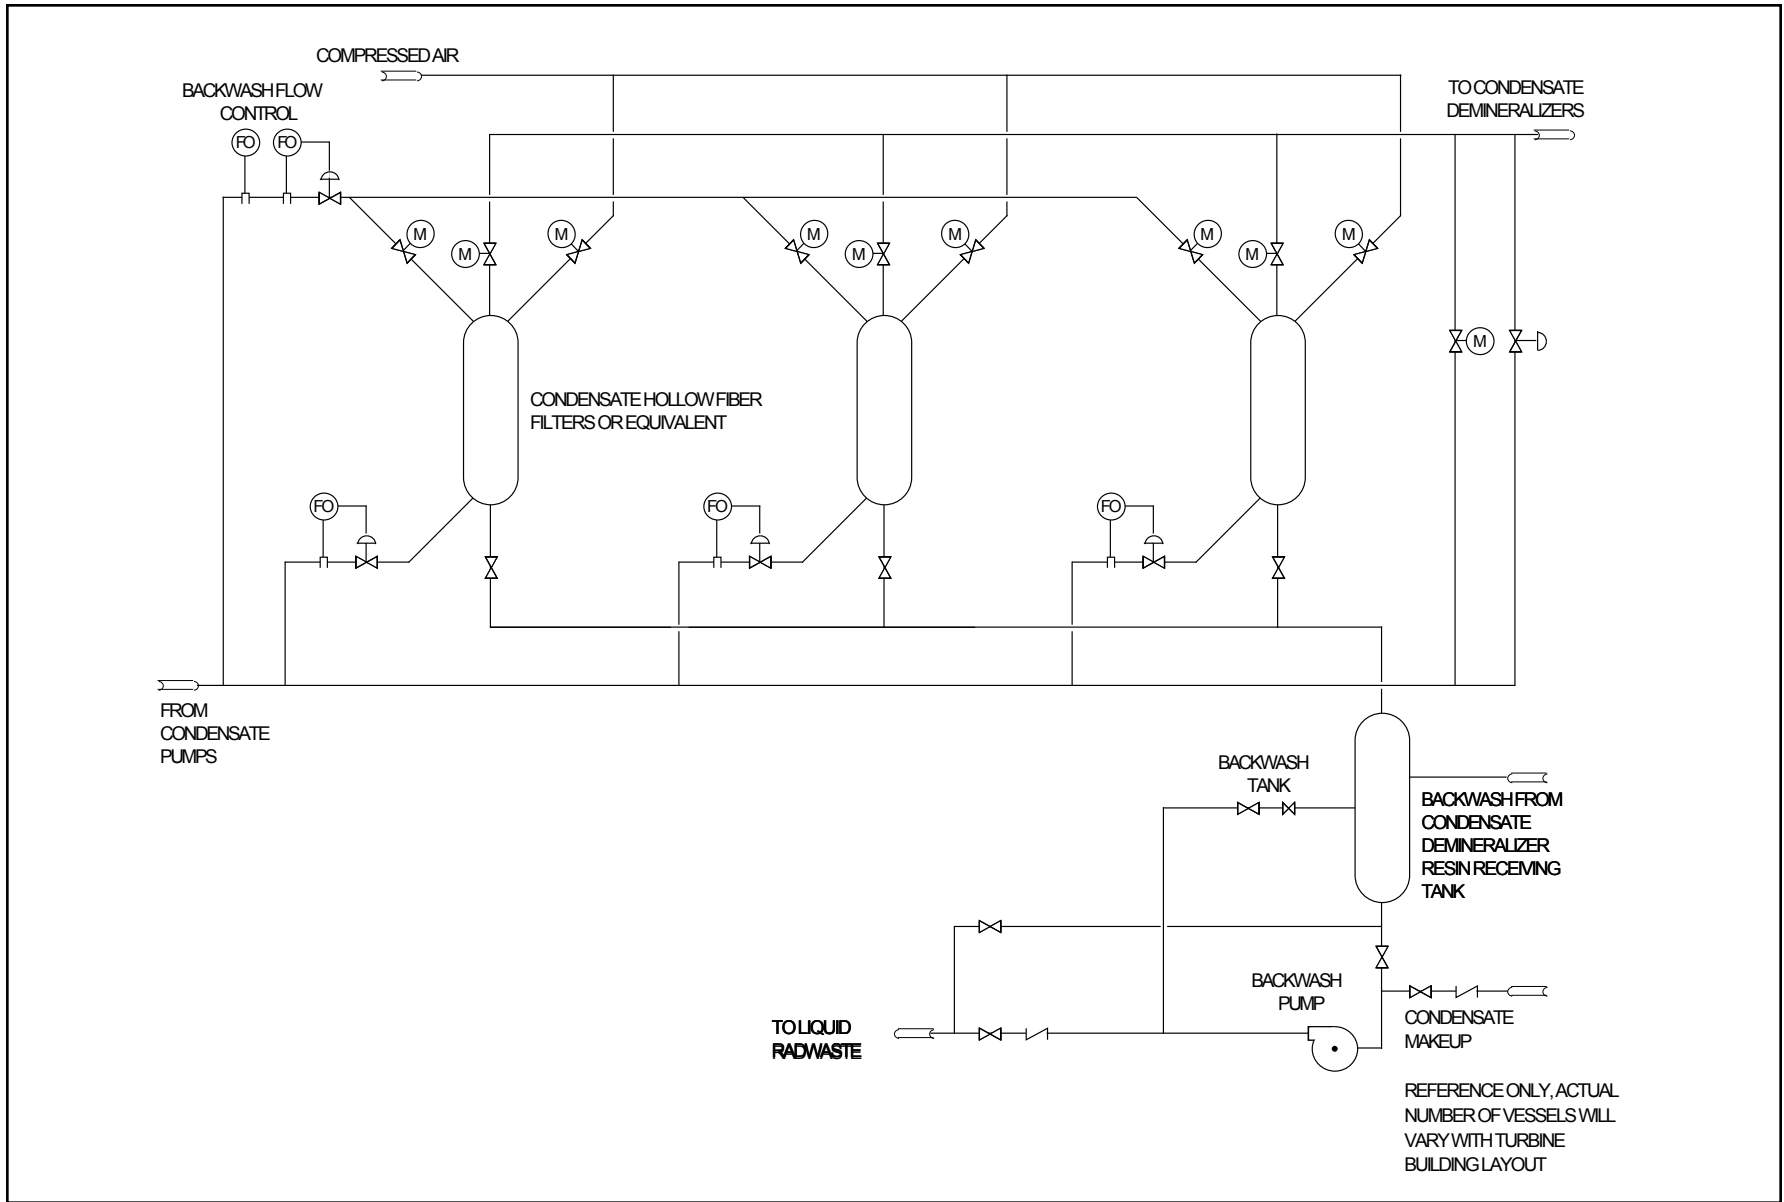 COMPRESSED AIR
BACKWASH FLOW
CONTROL
TO CONDENSATE
DEMINERALIZERS
FO
FO
M
M
M
M
M
M
M
M
M
M
CONDENSATE HOLLOW FIBER
FILTERS OR EQUIVALENT
FO
FO
FO
FROM
CONDENSATE
PUMPS
BACKWASH
TANK
BACKWASH FROM
CONDENSATE
DEMINERALIZER
RESIN RECEIVING
TANK
BACKWASH
PUMP
TO LIQUID
RADWASTE
CONDENSATE
MAKEUP
REFERENCE ONLY, ACTUAL
NUMBER OF VESSELS WILL
VARY WITH TURBINE
BUILDING LAYOUT